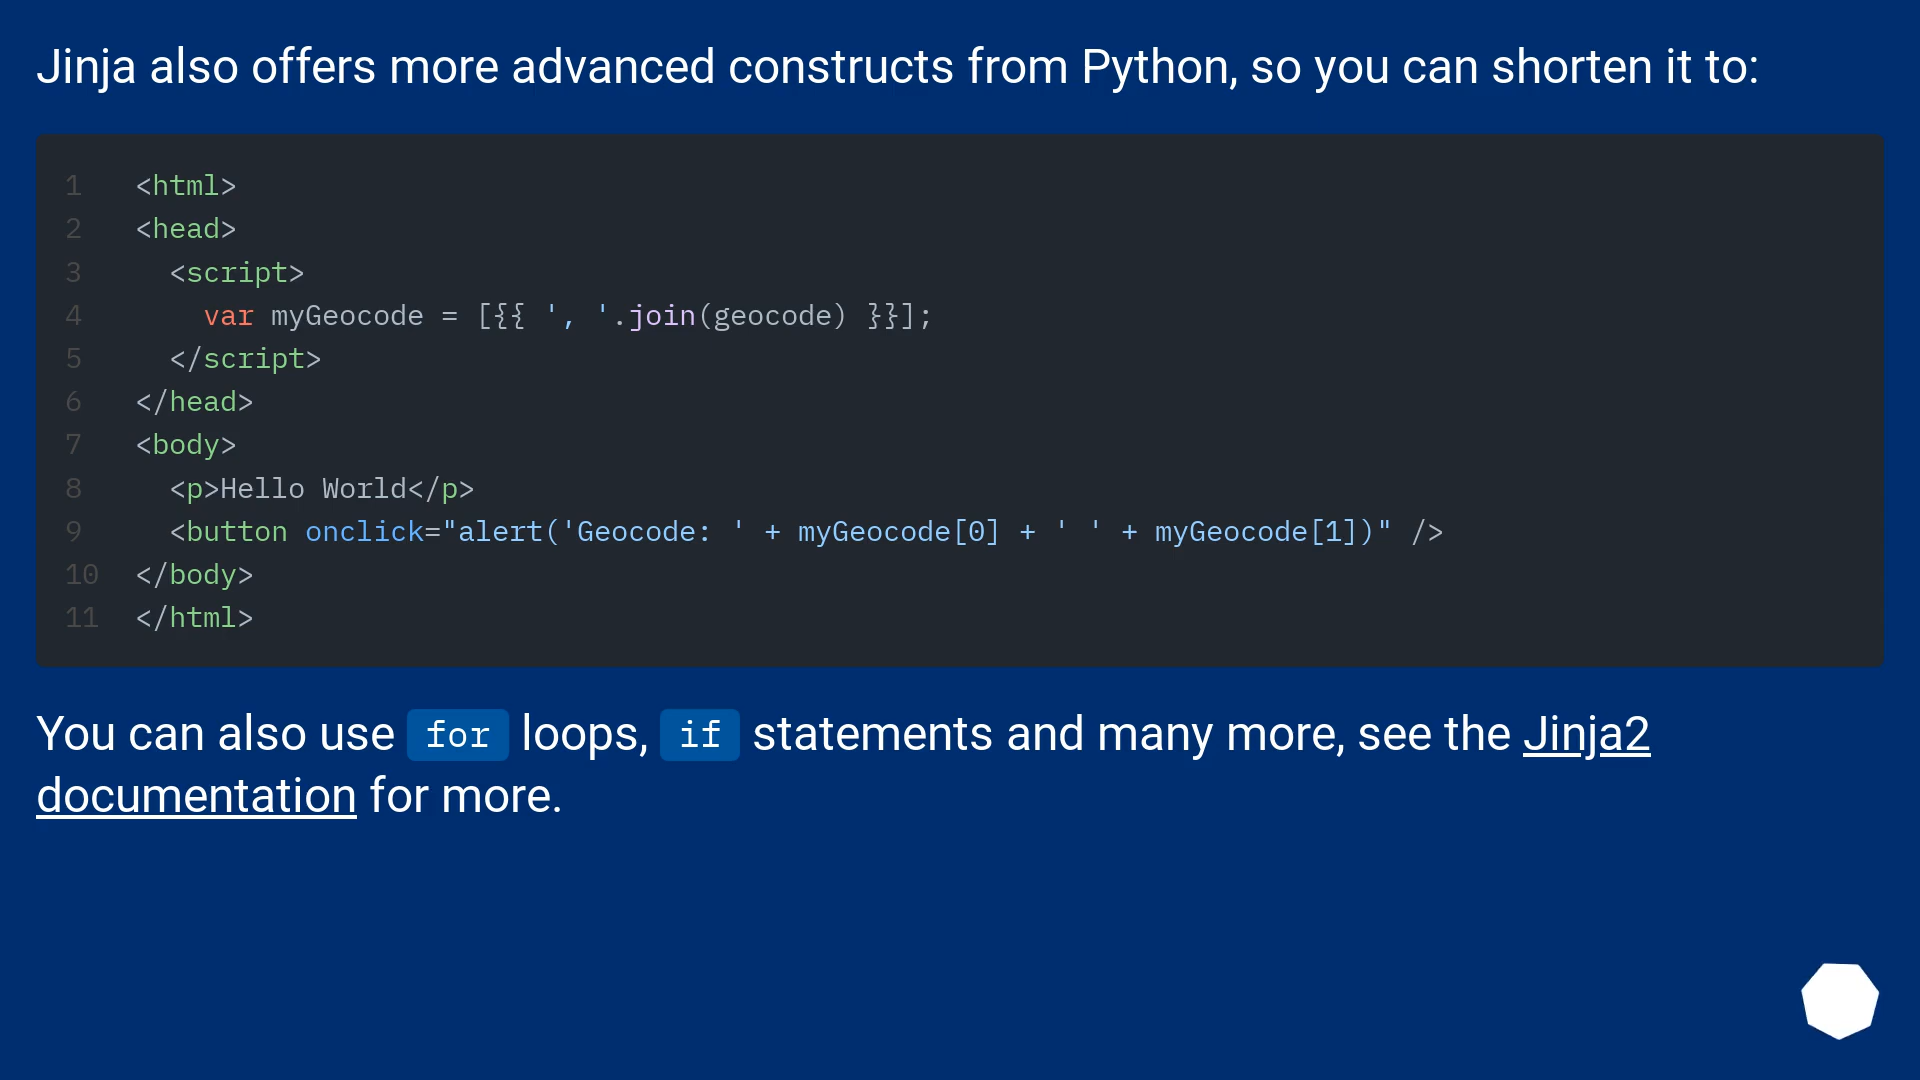 Jinja also offers more advanced constructs from Python, so you can shorten it to:
1 <html>
2 <head>
3   <script>
4     var myGeocode = [{{ ', '.join(geocode) }}];
5   </script>
6 </head>
7 <body>
8   <p>Hello World</p>
9   <button onclick="alert('Geocode: ' + myGeocode[0] + ' ' + myGeocode[1])" />
10 </body>
11 </html>
You can also use for loops, if statements and many more, see the Jinja2
documentation for more.